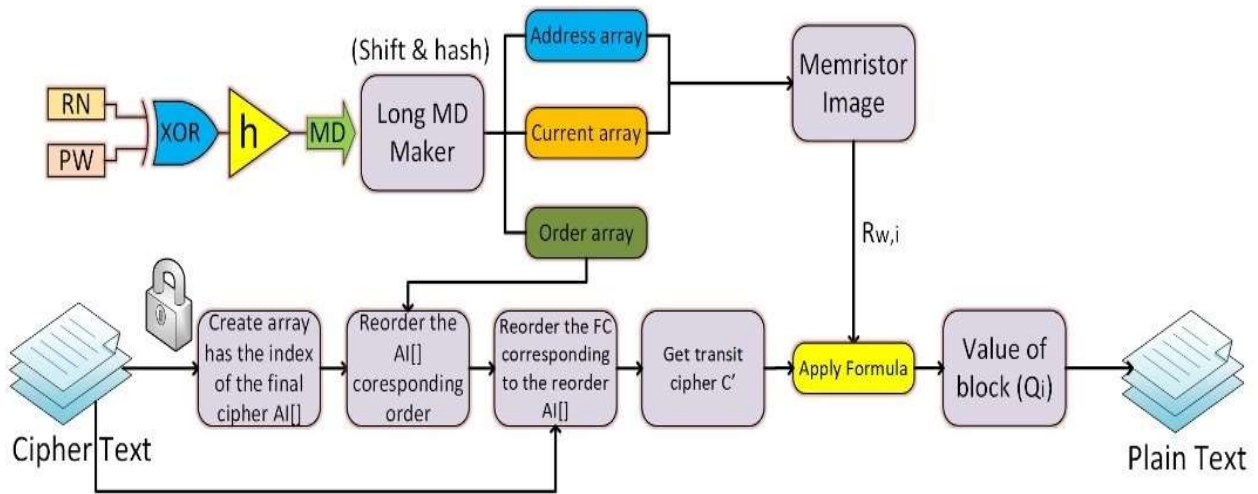 (Shift & hash)
Address array
RN
PW
XOR
h
MD
Long MD
Maker
Current array
Order array
Memristor
Image
Rw,i
Cipher Text
Create array
has the index
of the final
cipher AI[]
Reorder the
AI[]
coresponding
order
Reorder the FC
corresponding
to the reorder
AI[]
Get transit
cipher C'
Apply Formula
Value of
block (Qi)
Plain Text